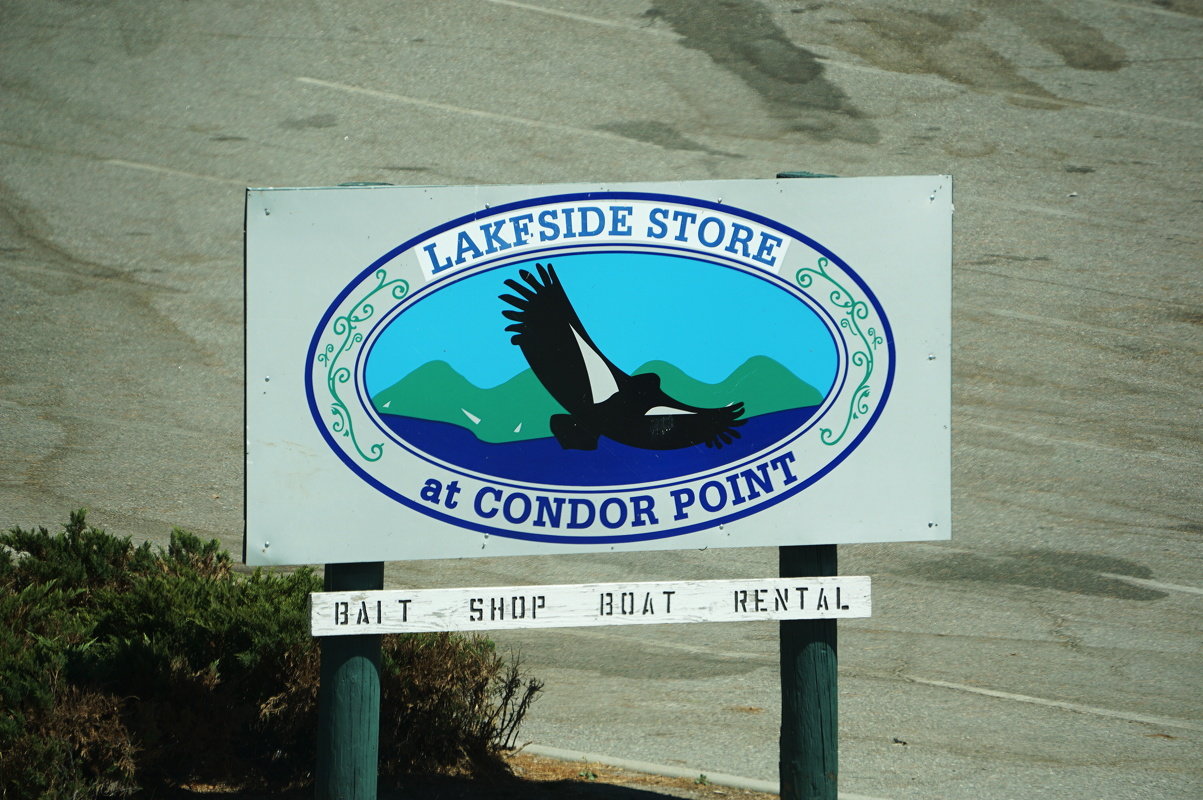 LAKESIDE STORE
at CONDOR POINT
BAIT SHOP BOAT RENTAL